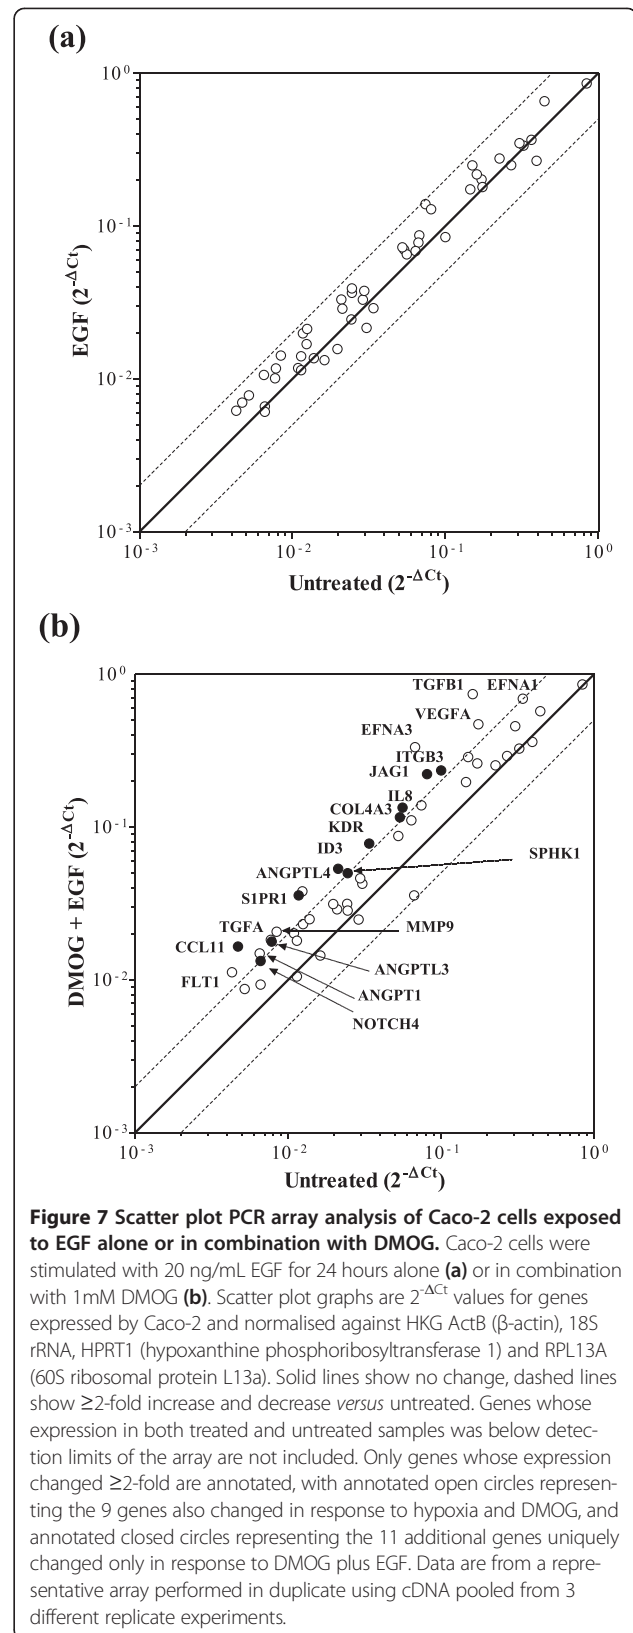 (a)
10⁰
10⁻¹
10⁻²
10⁻³
EGF (2^-ΔCt)
10⁻³ 10⁻² 10⁻¹ 10⁰
Untreated (2^-ΔCt)
(b)
10⁰
10⁻¹
10⁻²
10⁻³
DMOG + EGF (2^-ΔCt)
TGFB1 EFNA1
VEGFA
EFNA3
ITGB3
JAG1
IL8
COL4A3
KDR
ID3
SPHK1
ANGPTL4
S1PR1
TGFA
MMP9
CCL11
ANGPTL3
FLT1
ANGPT1
NOTCH4
10⁻³ 10⁻² 10⁻¹ 10⁰
Untreated (2^-ΔCt)
Figure 7 Scatter plot PCR array analysis of Caco-2 cells exposed
to EGF alone or in combination with DMOG. Caco-2 cells were
stimulated with 20 ng/mL EGF for 24 hours alone (a) or in combination
with 1mM DMOG (b). Scatter plot graphs are 2^-ΔCt values for genes
expressed by Caco-2 and normalised against HKG ActB (β-actin), 18S
rRNA, HPRT1 (hypoxanthine phosphoribosyltransferase 1) and RPL13A
(60S ribosomal protein L13a). Solid lines show no change, dashed lines
show ≥2-fold increase and decrease versus untreated. Genes whose
expression in both treated and untreated samples was below detec-
tion limits of the array are not included. Only genes whose expression
changed ≥2-fold are annotated, with annotated open circles represen-
ting the 9 genes also changed in response to hypoxia and DMOG, and
annotated closed circles representing the 11 additional genes uniquely
changed only in response to DMOG plus EGF. Data are from a repre-
sentative array performed in duplicate using cDNA pooled from 3
different replicate experiments.